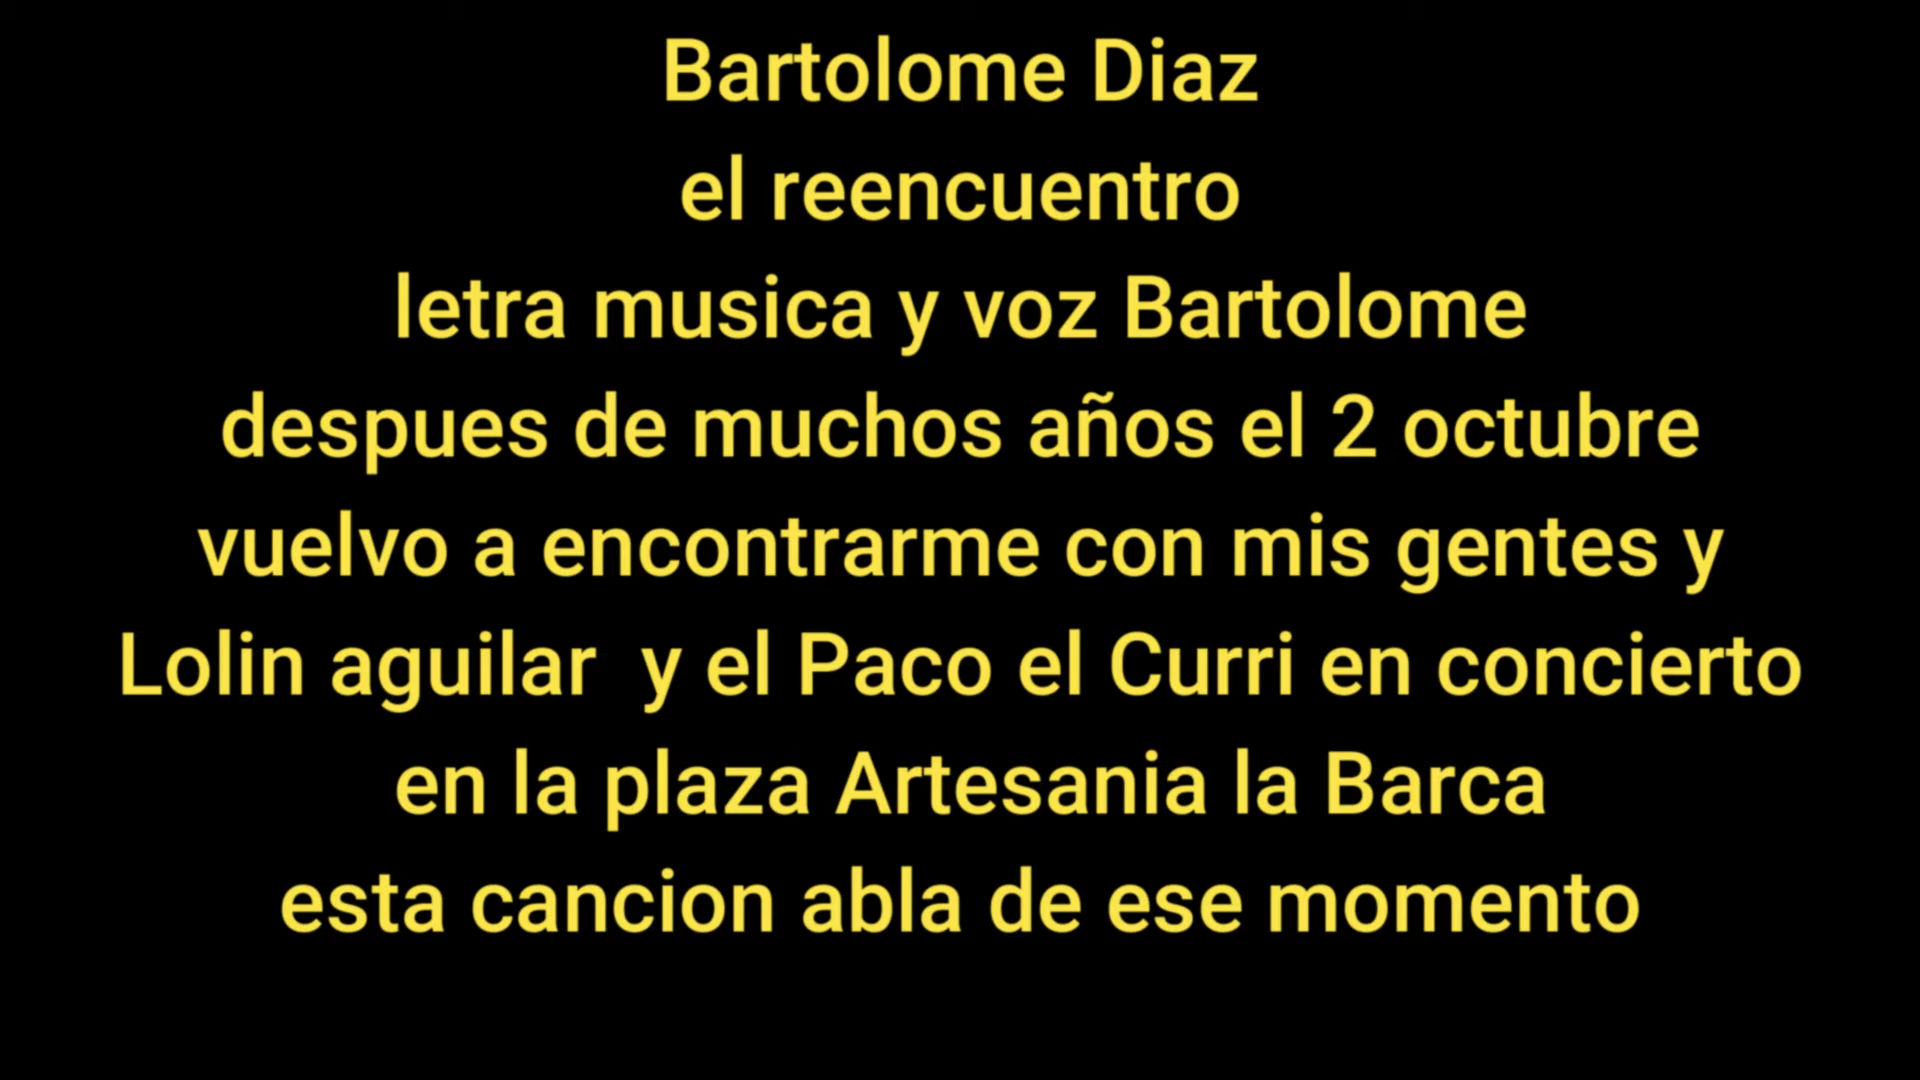 Bartolome Diaz
el reencuentro
letra musica y voz Bartolome
despues de muchos años el 2 octubre
vuelvo a encontrarme con mis gentes y
Lolin aguilar  y el Paco el Curri en concierto
en la plaza Artesania la Barca
esta cancion abla de ese momento